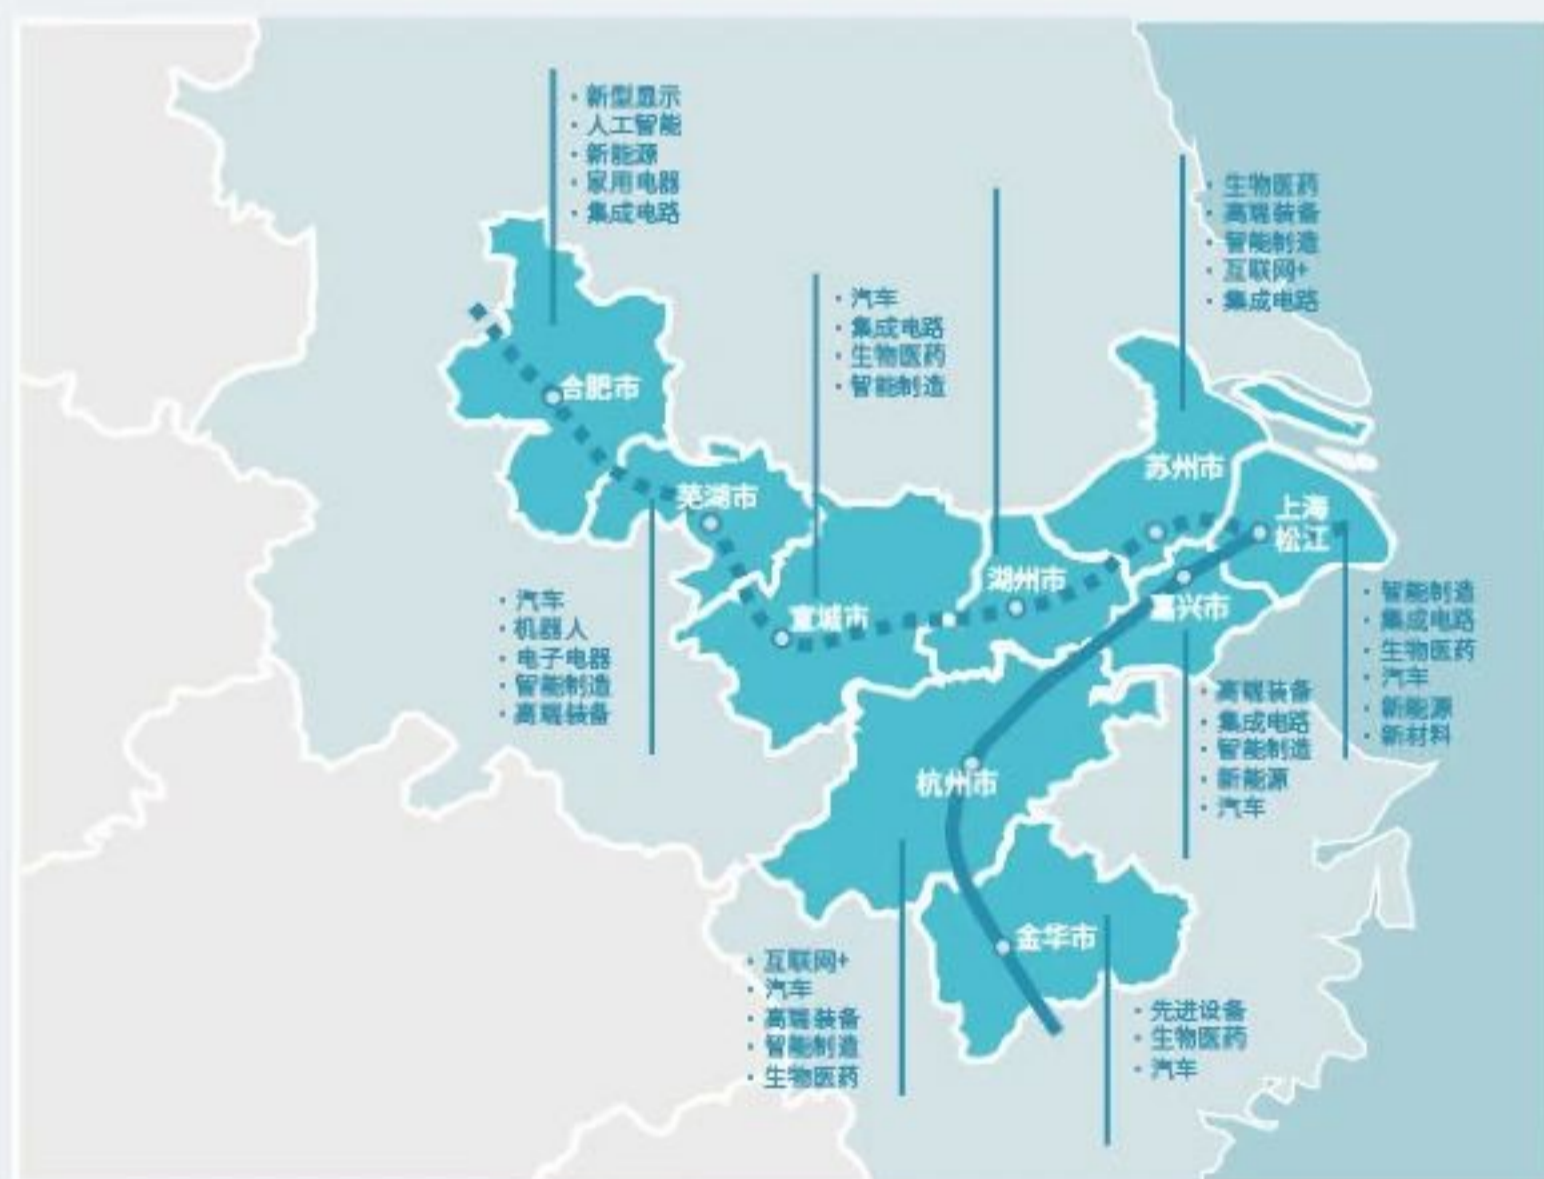 · 新型显示
· 人工智能
· 新能源
· 家用电器
· 集成电路
· 生物医药
· 高端装备
· 智能制造
· 互联网+
· 集成电路
· 汽车
· 集成电路
· 生物医药
· 智能制造
合肥市
苏州市
芜湖市
上海
松江
湖州市
嘉兴市
宣城市
· 汽车
· 机器人
· 电子电器
· 智能制造
· 高端装备
· 智能制造
· 集成电路
· 生物医药
· 汽车
· 新能源
· 新材料
· 高端装备
· 集成电路
· 智能制造
· 新能源
· 汽车
杭州市
金华市
· 互联网+
· 汽车
· 高端装备
· 智能制造
· 生物医药
· 先进设备
· 生物医药
· 汽车